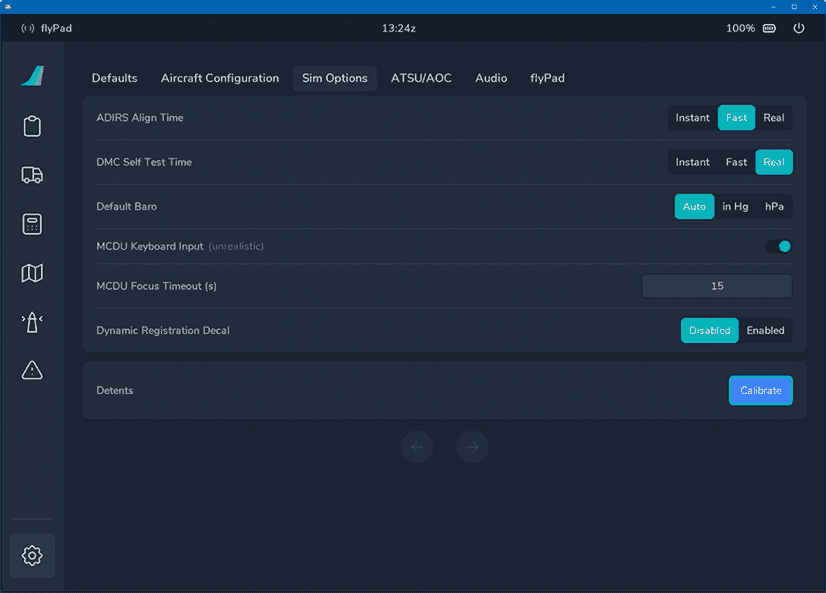 flyPad 13:24z 100%
Defaults Aircraft Configuration Sim Options ATSU/AOC Audio flyPad
ADIRS Align Time Instant Fast Real
DMC Self Test Time Instant Fast Real
Default Baro Auto in Hg hPa
MCDU Keyboard Input (unrealistic)
MCDU Focus Timeout (s) 15
Dynamic Registration Decal Disabled Enabled
Detents Calibrate